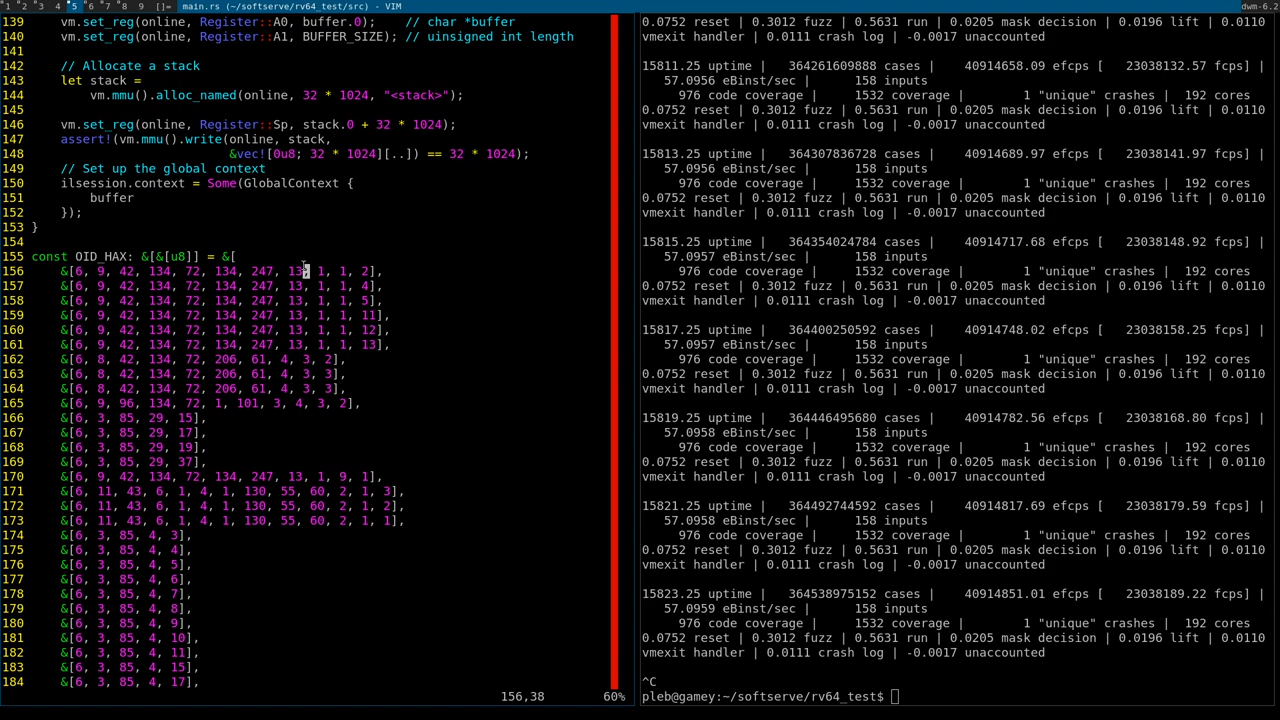 1 2 3 4 5 6 7 8 9 []= main.rs (~/softserve/rv64_test/src) - VIM dwm-6.2
139 vm.set_reg(online, Register::A0, buffer.0); // char *buffer
140 vm.set_reg(online, Register::A1, BUFFER_SIZE); // uinsigned int length
141
142 // Allocate a stack
143 let stack =
144 vm.mmu().alloc_named(online, 32 * 1024, "<stack>");
145
146 vm.set_reg(online, Register::Sp, stack.0 + 32 * 1024);
147 assert!(vm.mmu().write(online, stack,
148 &vec![0u8; 32 * 1024][..]) == 32 * 1024);
149 // Set up the global context
150 ilsession.context = Some(GlobalContext {
151 buffer
152 });
153 }
154
155 const OID_HAX: &[&[u8]] = &[
156 &[6, 9, 42, 134, 72, 134, 247, 13, 1, 1, 2],
157 &[6, 9, 42, 134, 72, 134, 247, 13, 1, 1, 4],
158 &[6, 9, 42, 134, 72, 134, 247, 13, 1, 1, 5],
159 &[6, 9, 42, 134, 72, 134, 247, 13, 1, 1, 11],
160 &[6, 9, 42, 134, 72, 134, 247, 13, 1, 1, 12],
161 &[6, 9, 42, 134, 72, 134, 247, 13, 1, 1, 13],
162 &[6, 8, 42, 134, 72, 206, 61, 4, 3, 2],
163 &[6, 8, 42, 134, 72, 206, 61, 4, 3, 3],
164 &[6, 8, 42, 134, 72, 206, 61, 4, 3, 3],
165 &[6, 9, 96, 134, 72, 1, 101, 3, 4, 3, 2],
166 &[6, 3, 85, 29, 15],
167 &[6, 3, 85, 29, 17],
168 &[6, 3, 85, 29, 19],
169 &[6, 3, 85, 29, 37],
170 &[6, 9, 42, 134, 72, 134, 247, 13, 1, 9, 1],
171 &[6, 11, 43, 6, 1, 4, 1, 130, 55, 60, 2, 1, 3],
172 &[6, 11, 43, 6, 1, 4, 1, 130, 55, 60, 2, 1, 2],
173 &[6, 11, 43, 6, 1, 4, 1, 130, 55, 60, 2, 1, 1],
174 &[6, 3, 85, 4, 3],
175 &[6, 3, 85, 4, 4],
176 &[6, 3, 85, 4, 5],
177 &[6, 3, 85, 4, 6],
178 &[6, 3, 85, 4, 7],
179 &[6, 3, 85, 4, 8],
180 &[6, 3, 85, 4, 9],
181 &[6, 3, 85, 4, 10],
182 &[6, 3, 85, 4, 11],
183 &[6, 3, 85, 4, 15],
184 &[6, 3, 85, 4, 17],
156,38 60%
0.0752 reset | 0.3012 fuzz | 0.5631 run | 0.0205 mask decision | 0.0196 lift | 0.0110
vmexit handler | 0.0111 crash log | -0.0017 unaccounted
15811.25 uptime | 364261609888 cases | 40914658.09 efcps [ 23038132.57 fcps] |
57.0956 eBinst/sec | 158 inputs
976 code coverage | 1532 coverage | 1 "unique" crashes | 192 cores
0.0752 reset | 0.3012 fuzz | 0.5631 run | 0.0205 mask decision | 0.0196 lift | 0.0110
vmexit handler | 0.0111 crash log | -0.0017 unaccounted
15813.25 uptime | 364307836728 cases | 40914689.97 efcps [ 23038141.97 fcps] |
57.0956 eBinst/sec | 158 inputs
976 code coverage | 1532 coverage | 1 "unique" crashes | 192 cores
0.0752 reset | 0.3012 fuzz | 0.5631 run | 0.0205 mask decision | 0.0196 lift | 0.0110
vmexit handler | 0.0111 crash log | -0.0017 unaccounted
15815.25 uptime | 364354024784 cases | 40914717.68 efcps [ 23038148.92 fcps] |
57.0957 eBinst/sec | 158 inputs
976 code coverage | 1532 coverage | 1 "unique" crashes | 192 cores
0.0752 reset | 0.3012 fuzz | 0.5631 run | 0.0205 mask decision | 0.0196 lift | 0.0110
vmexit handler | 0.0111 crash log | -0.0017 unaccounted
15817.25 uptime | 364400250592 cases | 40914748.02 efcps [ 23038158.25 fcps] |
57.0957 eBinst/sec | 158 inputs
976 code coverage | 1532 coverage | 1 "unique" crashes | 192 cores
0.0752 reset | 0.3012 fuzz | 0.5631 run | 0.0205 mask decision | 0.0196 lift | 0.0110
vmexit handler | 0.0111 crash log | -0.0017 unaccounted
15819.25 uptime | 364446495680 cases | 40914782.56 efcps [ 23038168.80 fcps] |
57.0958 eBinst/sec | 158 inputs
976 code coverage | 1532 coverage | 1 "unique" crashes | 192 cores
0.0752 reset | 0.3012 fuzz | 0.5631 run | 0.0205 mask decision | 0.0196 lift | 0.0110
vmexit handler | 0.0111 crash log | -0.0017 unaccounted
15821.25 uptime | 364492744592 cases | 40914817.69 efcps [ 23038179.59 fcps] |
57.0958 eBinst/sec | 158 inputs
976 code coverage | 1532 coverage | 1 "unique" crashes | 192 cores
0.0752 reset | 0.3012 fuzz | 0.5631 run | 0.0205 mask decision | 0.0196 lift | 0.0110
vmexit handler | 0.0111 crash log | -0.0017 unaccounted
15823.25 uptime | 364538975152 cases | 40914851.01 efcps [ 23038189.22 fcps] |
57.0959 eBinst/sec | 158 inputs
976 code coverage | 1532 coverage | 1 "unique" crashes | 192 cores
0.0752 reset | 0.3012 fuzz | 0.5631 run | 0.0205 mask decision | 0.0196 lift | 0.0110
vmexit handler | 0.0111 crash log | -0.0017 unaccounted
^C
pleb@gamey:~/softserve/rv64_test$